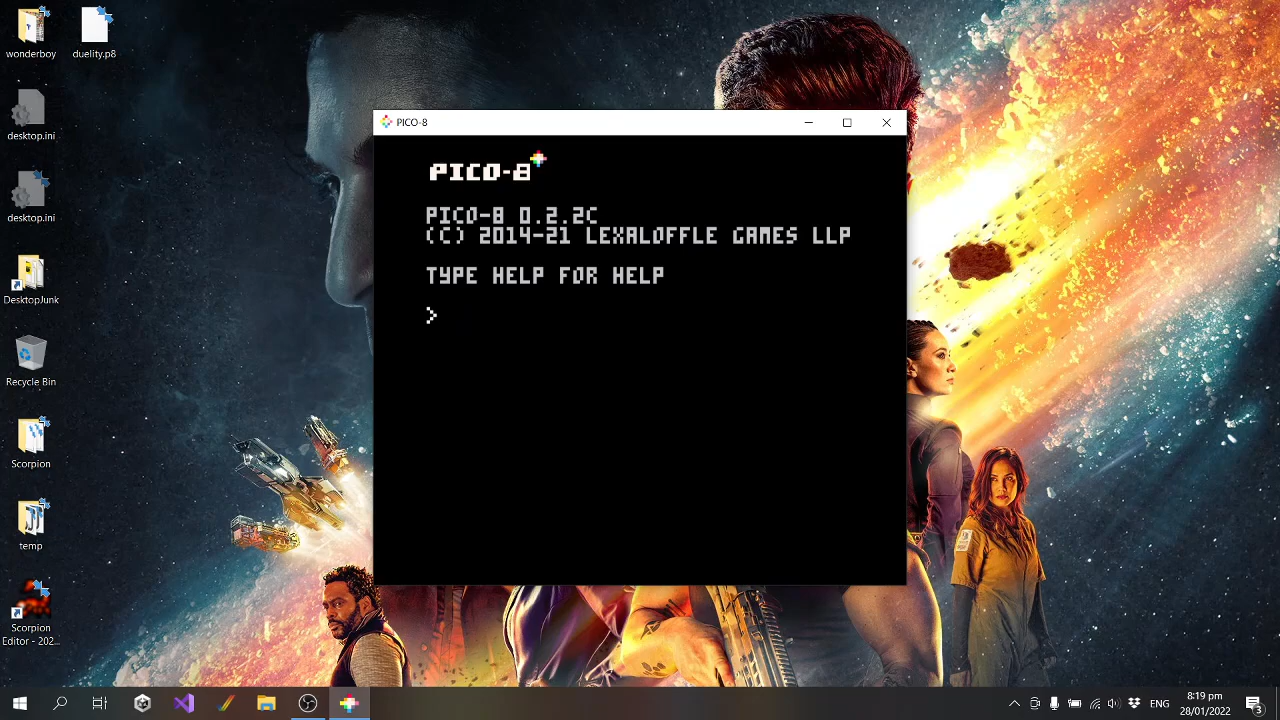 wonderboy
duelity.p8
desktop.ini
desktop.ini
DesktopJunk
Recycle Bin
Scorpion
temp
Scorpion
Editor - 202...
PICO-8
PICO-8
PICO-8 0.2.2C
(C) 2014-21 LEXALOFFLE GAMES LLP
TYPE HELP FOR HELP
>
ENG
8:19 pm
28/01/2022
3